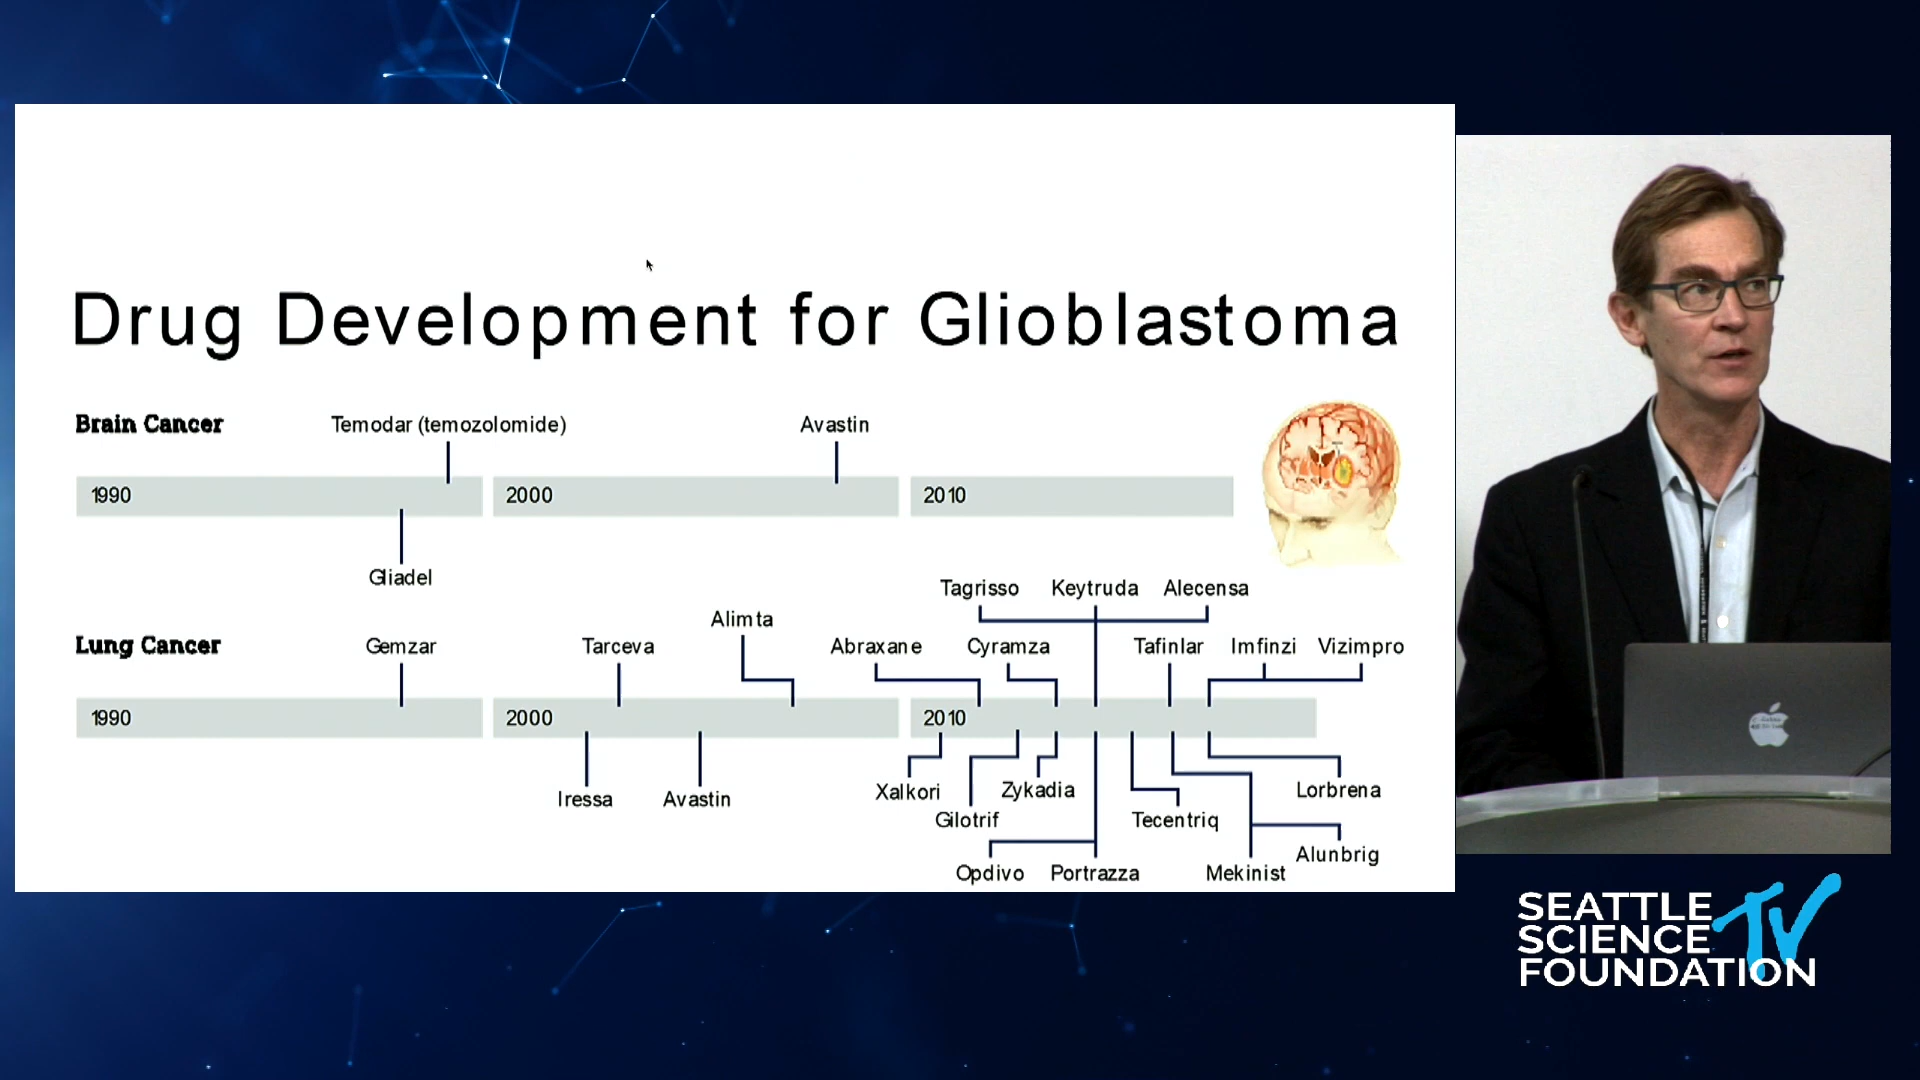 Drug Development for Glioblastoma
Brain Cancer
Temodar (temozolomide)
Avastin
1990
2000
2010
Gliadel
Tagrisso
Keytruda
Alecensa
Alimta
Lung Cancer
Gemzar
Tarceva
Abraxane
Cyramza
Tafinlar
Imfinzi
Vizimpro
1990
2000
2010
Iressa
Avastin
Xalkori
Zykadia
Lorbrena
Gilotrif
Tecentriq
Alunbrig
Opdivo
Portrazza
Mekinist
SEATTLE
SCIENCE TV
FOUNDATION